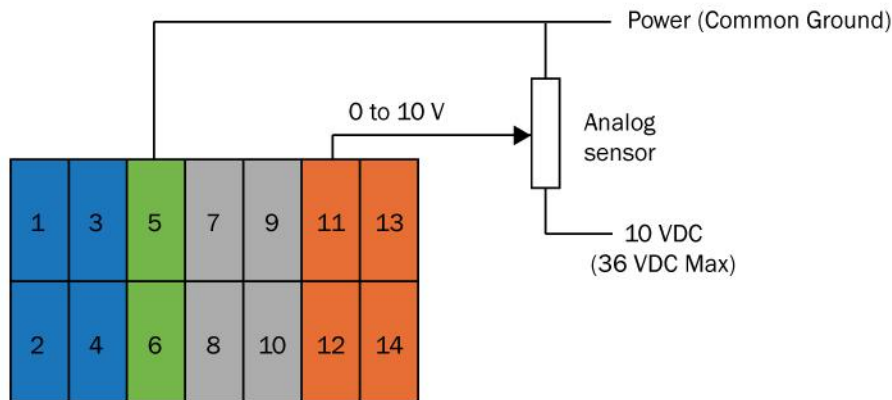 Power (Common Ground)
0 to 10 V
Analog
sensor
1 3 5 7 9 11 13
10 VDC
(36 VDC Max)
2 4 6 8 10 12 14